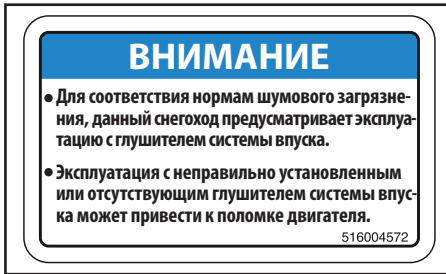 ВНИМАНИЕ
• Для соответствия нормам шумового загрязне-
ния, данный снегоход предусматривает эксплуа-
тацию с глушителем системы впуска.
• Эксплуатация с неправильно установленным
или отсутствующим глушителем системы впус-
ка может привести к поломке двигателя.
516004572